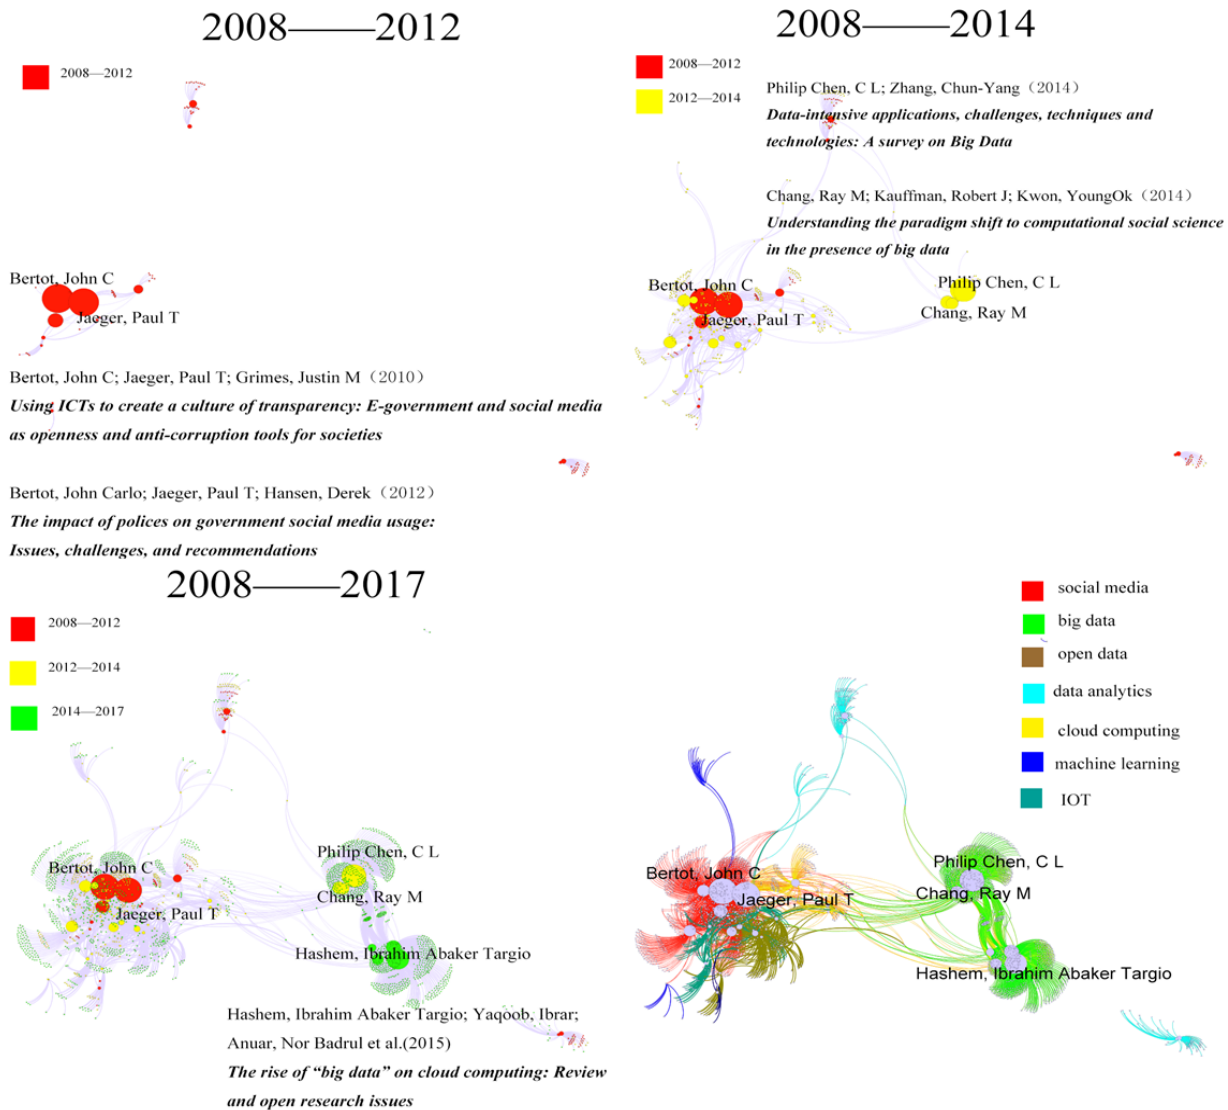 2008——2012
2008—2012
Bertot, John C
Jaeger, Paul T
Bertot, John C; Jaeger, Paul T; Grimes, Justin M（2010）
Using ICTs to create a culture of transparency: E-government and social media
as openness and anti-corruption tools for societies
Bertot, John Carlo; Jaeger, Paul T; Hansen, Derek（2012）
The impact of polices on government social media usage:
Issues, challenges, and recommendations
2008——2014
2008—2012
2012—2014
Philip Chen, C L; Zhang, Chun-Yang（2014）
Data-intensive applications, challenges, techniques and
technologies: A survey on Big Data
Chang, Ray M; Kauffman, Robert J; Kwon, YoungOk（2014）
Understanding the paradigm shift to computational social science
in the presence of big data
Bertot, John C
Jaeger, Paul T
Philip Chen, C L
Chang, Ray M
2008——2017
2008—2012
2012—2014
2014—2017
Bertot, John C
Jaeger, Paul T
Philip Chen, C L
Chang, Ray M
Hashem, Ibrahim Abaker Targio
Hashem, Ibrahim Abaker Targio; Yaqoob, Ibrar;
Anuar, Nor Badrul et al.(2015)
The rise of “big data” on cloud computing: Review
and open research issues
social media
big data
open data
data analytics
cloud computing
machine learning
IOT
Bertot, John C
Jaeger, Paul T
Philip Chen, C L
Chang, Ray M
Hashem, Ibrahim Abaker Targio